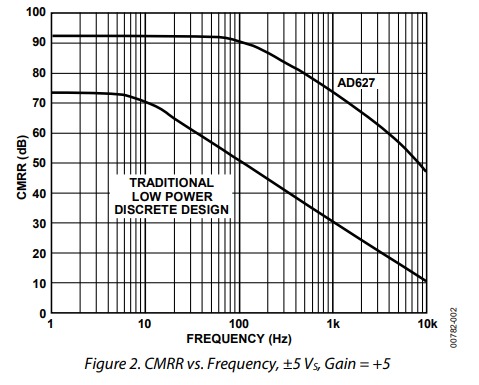 100
90
80
70
60
50
40
30
20
10
0
CMRR (dB)
AD627
TRADITIONAL
LOW POWER
DISCRETE DESIGN
1 10 100 1k 10k
FREQUENCY (Hz)
00782-002
Figure 2. CMRR vs. Frequency, ±5 VS, Gain = +5